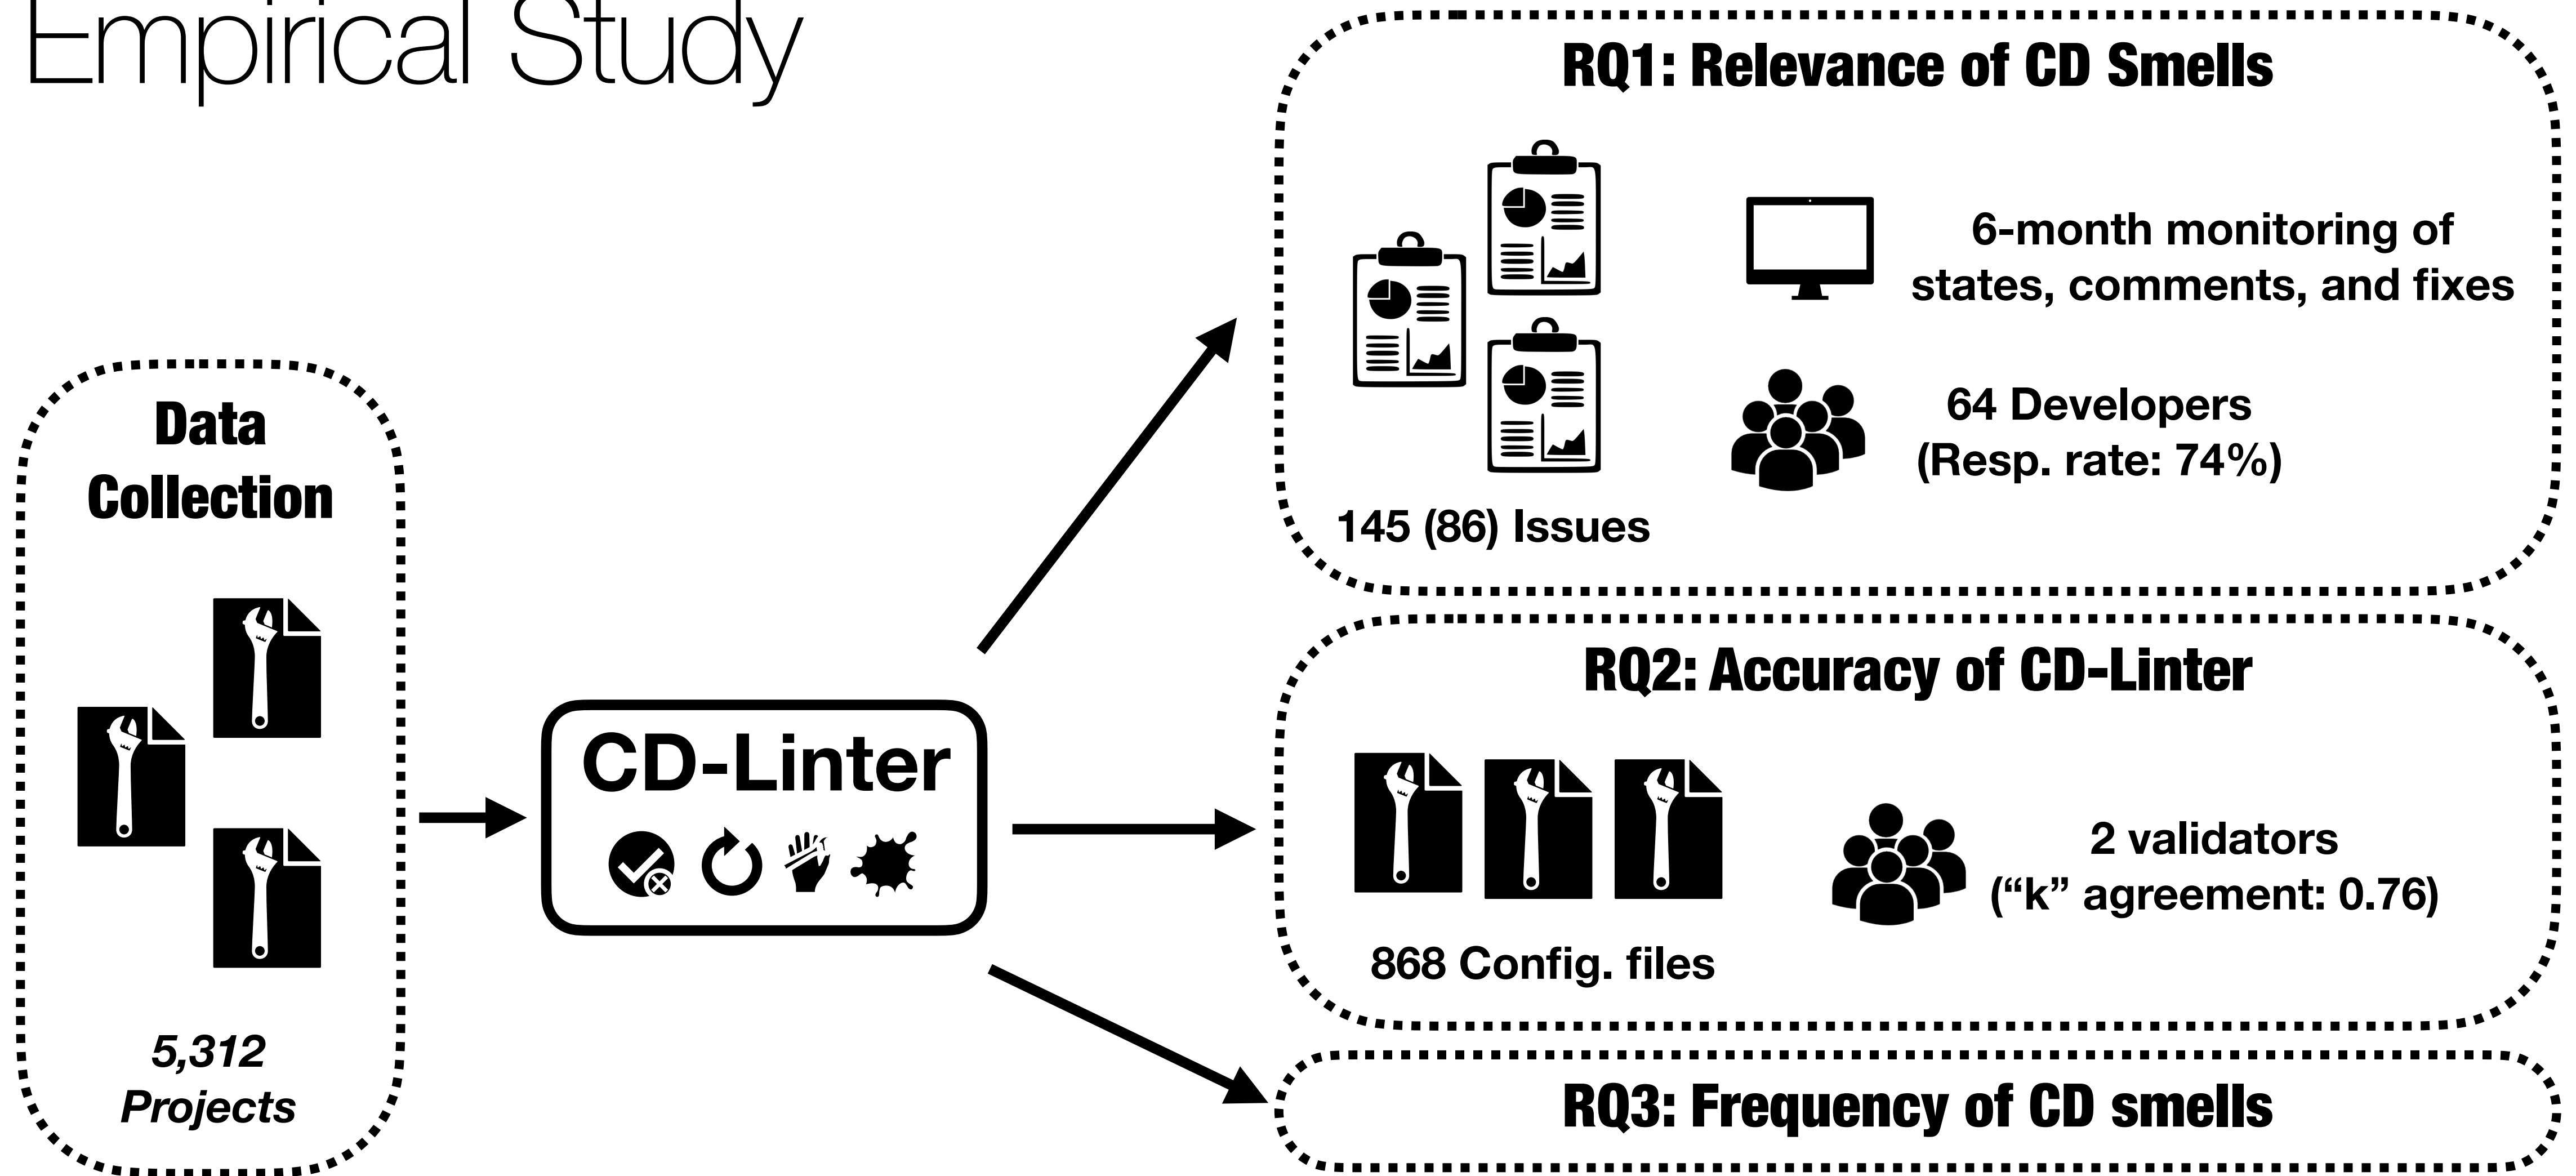 Empirical Study
Data
Collection
5,312
Projects
CD-Linter
RQ1: Relevance of CD Smells
145 (86) Issues
6-month monitoring of
states, comments, and fixes
64 Developers
(Resp. rate: 74%)
RQ2: Accuracy of CD-Linter
868 Config. files
2 validators
(“k” agreement: 0.76)
RQ3: Frequency of CD smells